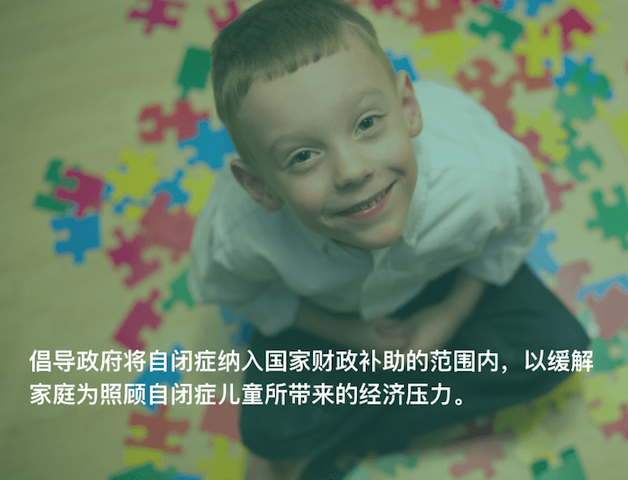 倡导政府将自闭症纳入国家财政补助的范围内，以缓解
家庭为照顾自闭症儿童所带来的经济压力。